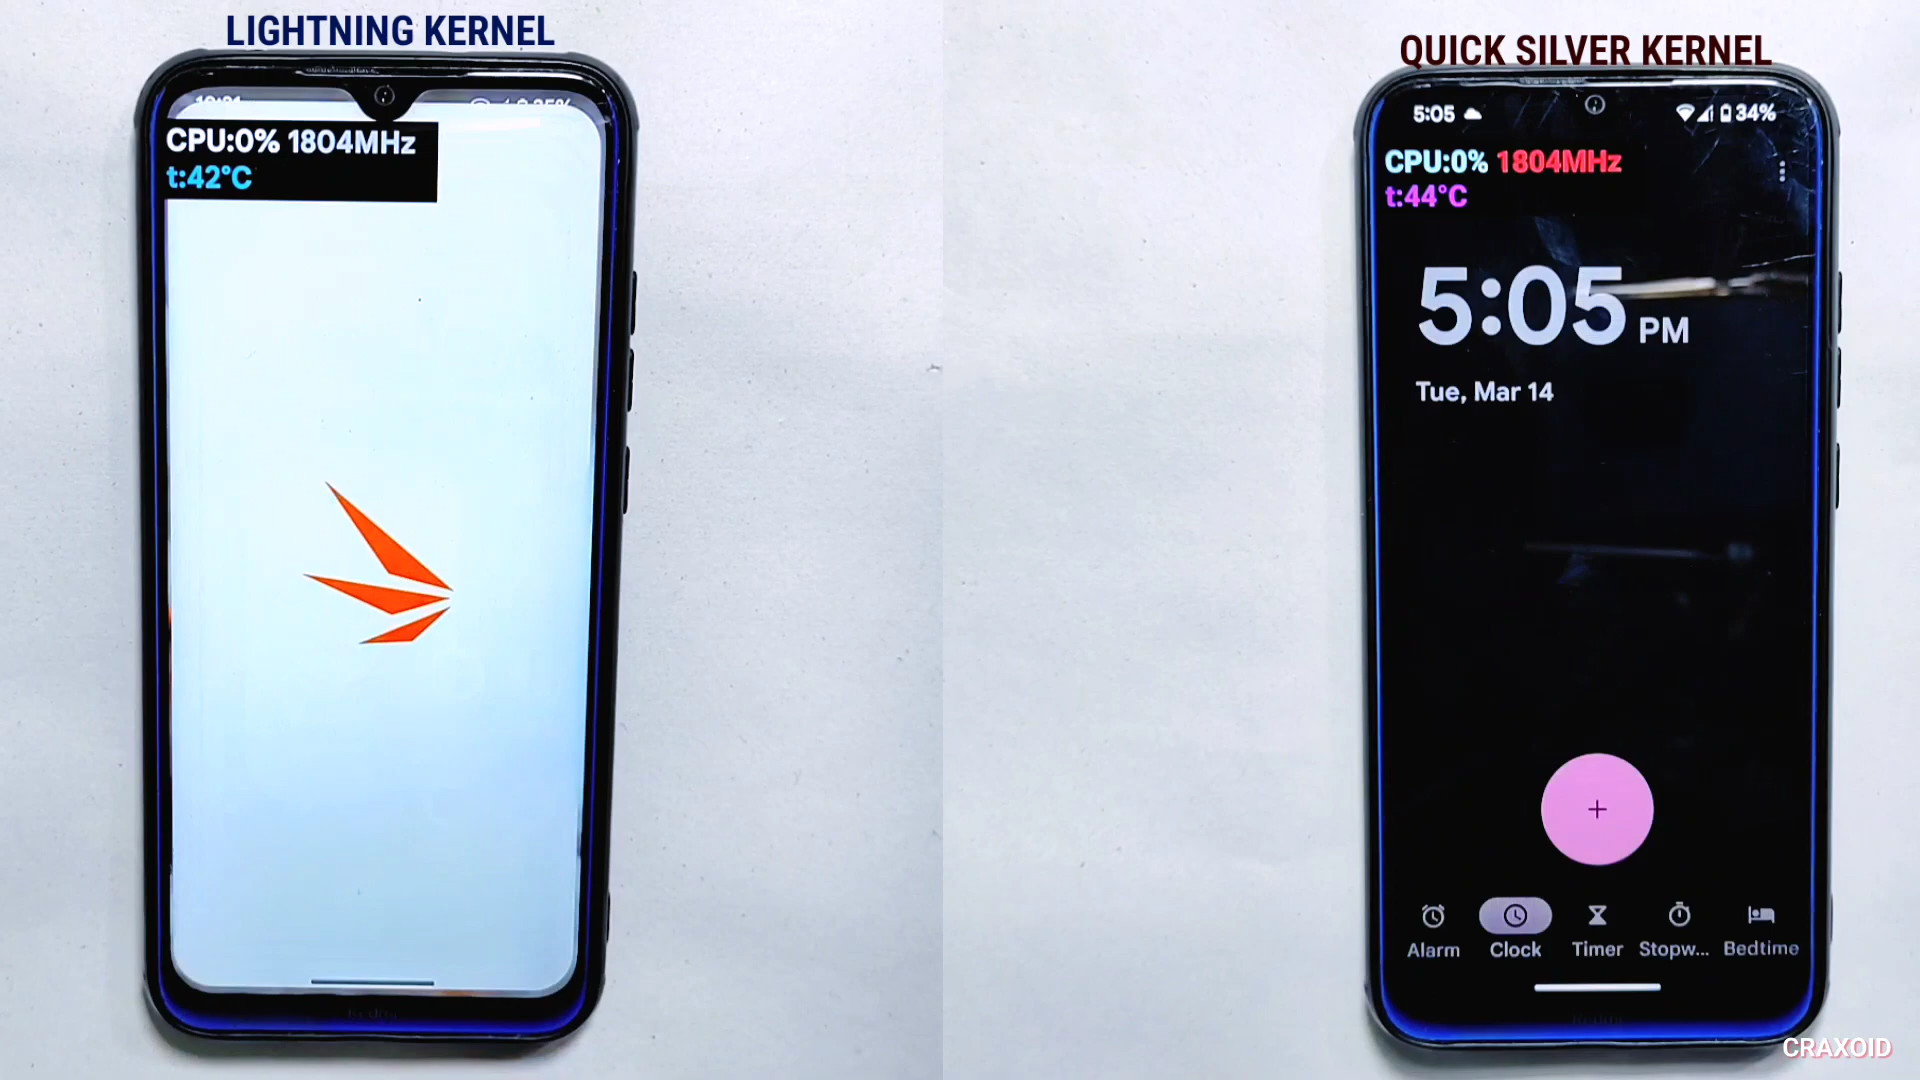 LIGHTNING KERNEL
CPU:0% 1804MHz
t:42°C
QUICK SILVER KERNEL
5:05
34%
CPU:0% 1804MHz
t:44°C
5:05 PM
Tue, Mar 14
+
Alarm
Clock
Timer
Stopw...
Bedtime
CRAXOID